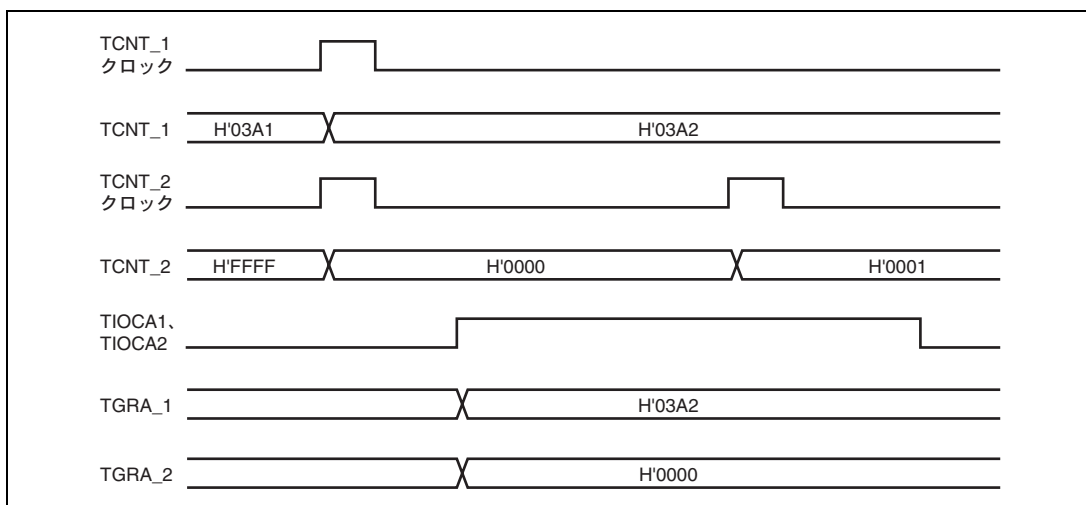 TCNT_1
クロック
TCNT_1 H'03A1 H'03A2
TCNT_2
クロック
TCNT_2 H'FFFF H'0000 H'0001
TIOCA1、
TIOCA2
TGRA_1 H'03A2
TGRA_2 H'0000